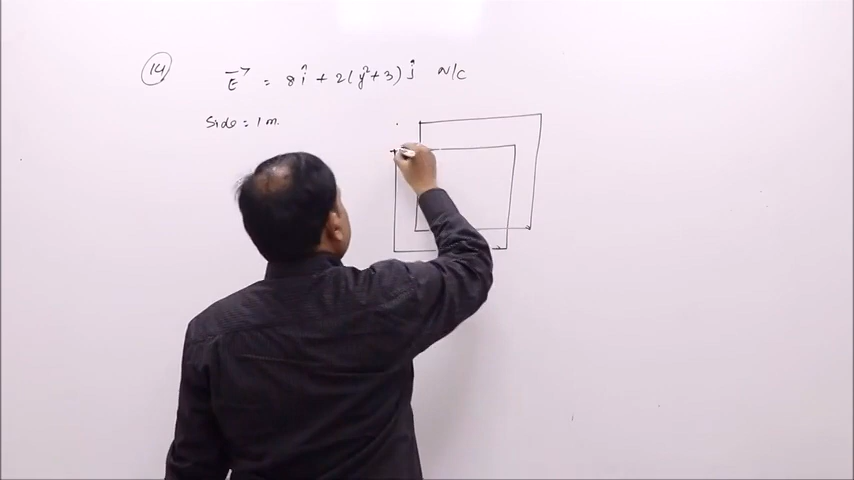 14
E⃗ = 8î + 2(y²+3)ĵ N/C
Side = 1 m.